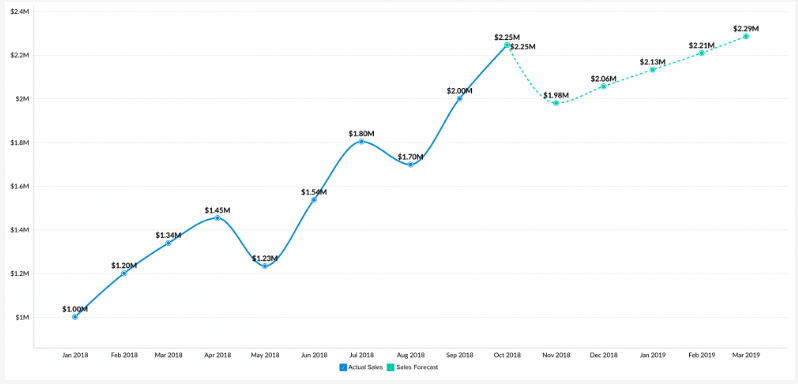 $2.4M
$2.2M
$2M
$1.8M
$1.6M
$1.4M
$1.2M
$1M
$1.00M
$1.20M
$1.34M
$1.45M
$1.23M
$1.54M
$1.80M
$1.70M
$2.00M
$2.25M
$2.25M
$1.98M
$2.06M
$2.13M
$2.21M
$2.29M
Jan 2018 Feb 2018 Mar 2018 Apr 2018 May 2018 Jun 2018 Jul 2018 Aug 2018 Sep 2018 Oct 2018 Nov 2018 Dec 2018 Jan 2019 Feb 2019 Mar 2019
Actual Sales Sales Forecast